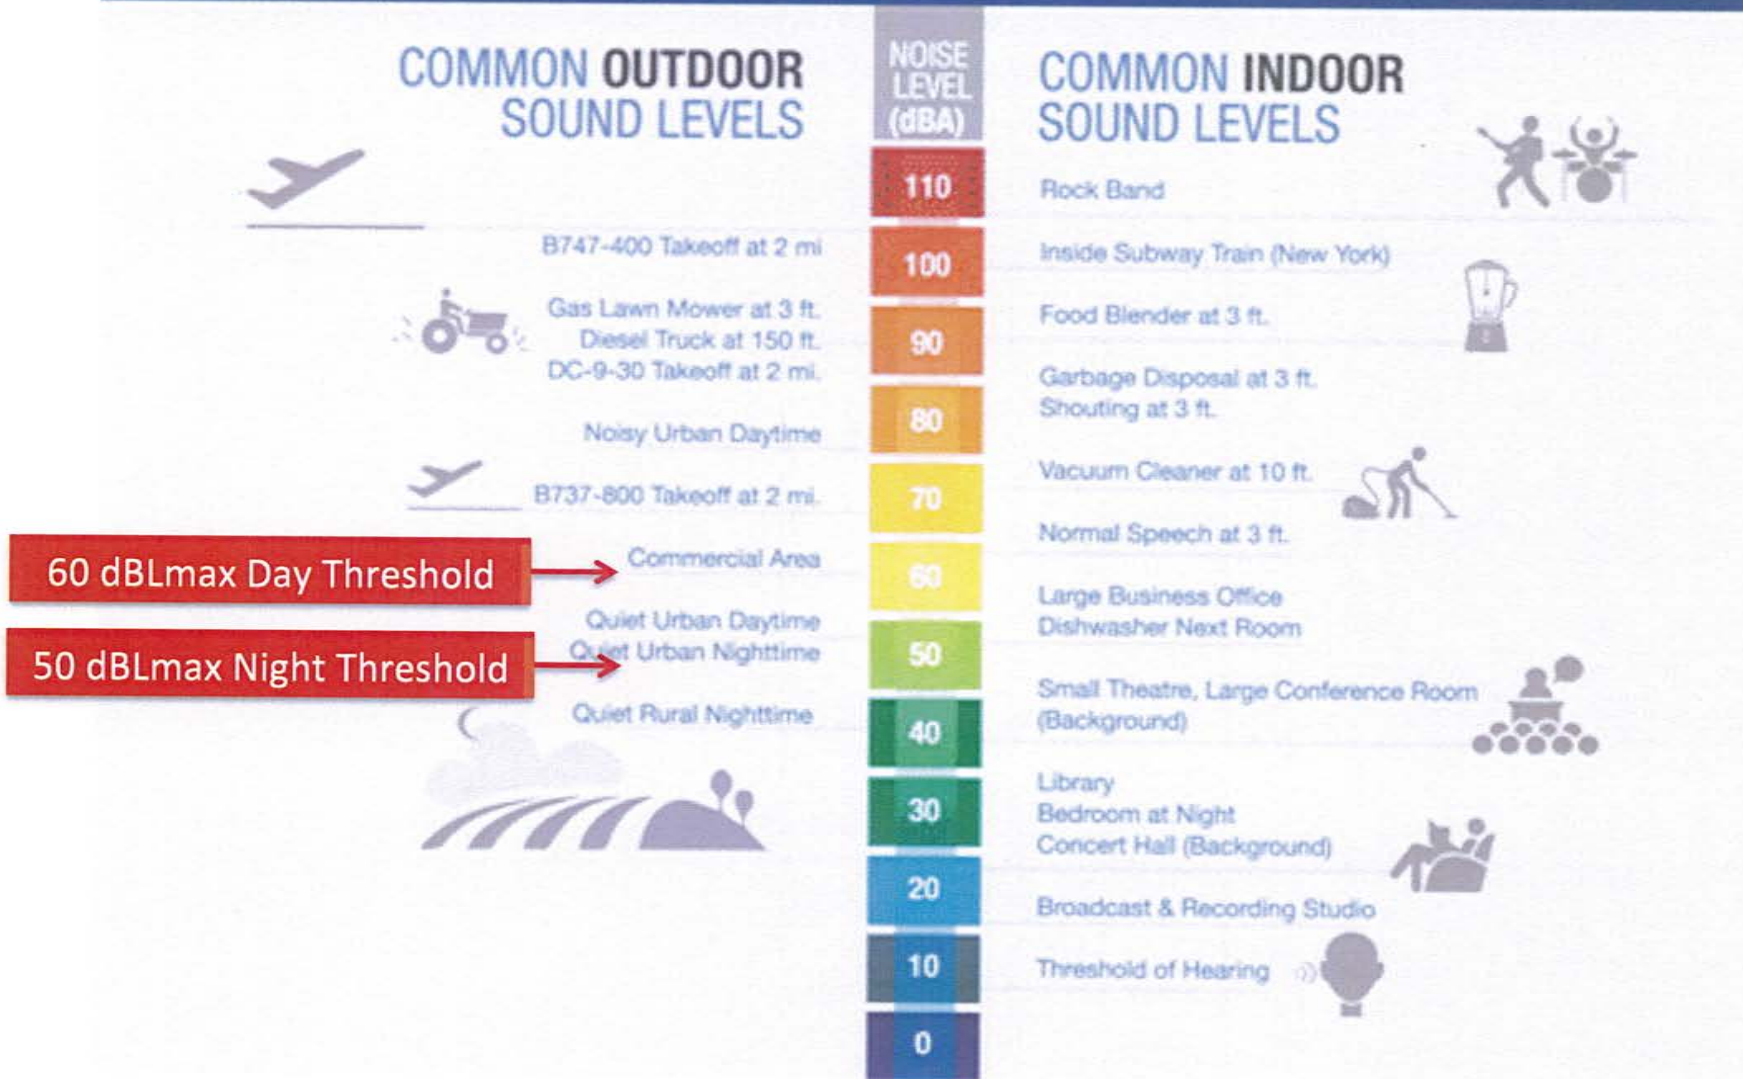 COMMON OUTDOOR
SOUND LEVELS
NOISE
LEVEL
(dBA)
COMMON INDOOR
SOUND LEVELS
110
Rock Band
B747-400 Takeoff at 2 mi
100
Inside Subway Train (New York)
Gas Lawn Mower at 3 ft.
Diesel Truck at 150 ft.
DC-9-30 Takeoff at 2 mi.
90
Food Blender at 3 ft.
Garbage Disposal at 3 ft.
Shouting at 3 ft.
Noisy Urban Daytime
80
B737-800 Takeoff at 2 mi.
70
Vacuum Cleaner at 10 ft.
Normal Speech at 3 ft.
60 dBLmax Day Threshold
Commercial Area
60
Large Business Office
Dishwasher Next Room
Quiet Urban Daytime
50 dBLmax Night Threshold
Quiet Urban Nighttime
50
Small Theatre, Large Conference Room
(Background)
Quiet Rural Nighttime
40
30
Library
Bedroom at Night
Concert Hall (Background)
20
Broadcast & Recording Studio
10
Threshold of Hearing
0